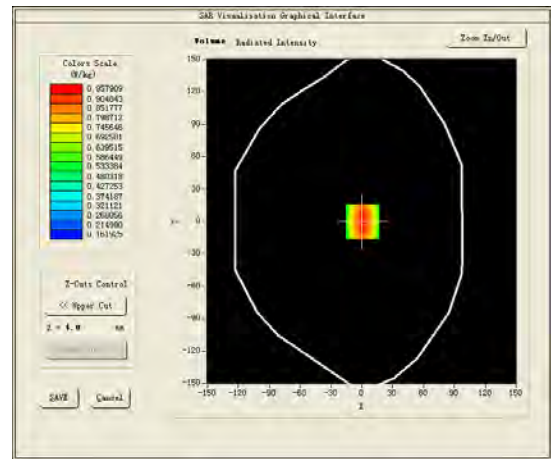 SAR Visualisation Graphical Interface
Volume Radiated Intensity
Zoom In/Out
Colors Scale
(W/kg)
0.957909
0.904843
0.851777
0.798712
0.745646
0.692581
0.639515
0.586449
0.533384
0.480318
0.427253
0.374187
0.321121
0.268056
0.214990
0.161925
Z-Cuts Control
<< Upper Cut
Z = 4.0 mm
SAVE
Cancel
150
120
90
60
30
0
-30
-60
-90
-120
-150
Y
-150 -120 -90 -60 -30 0 30 60 90 120 150
X